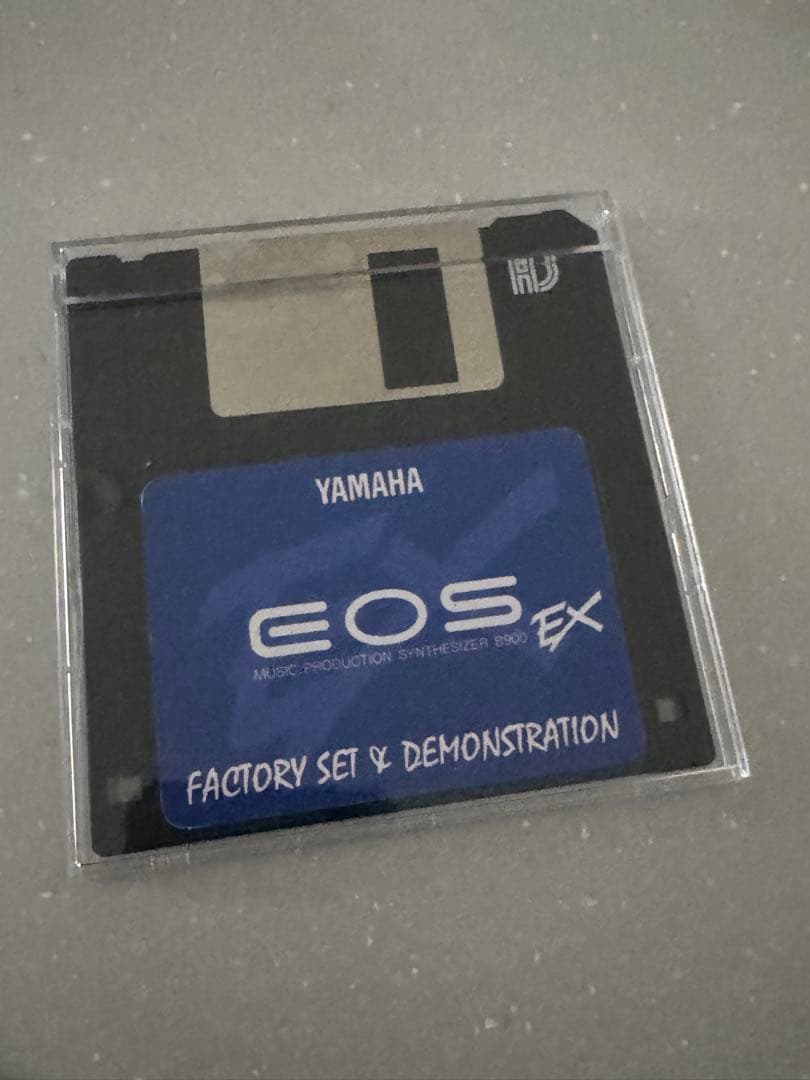 HD
YAMAHA
EOS EX
MUSIC PRODUCTION SYNTHESIZER B900
FACTORY SET & DEMONSTRATION